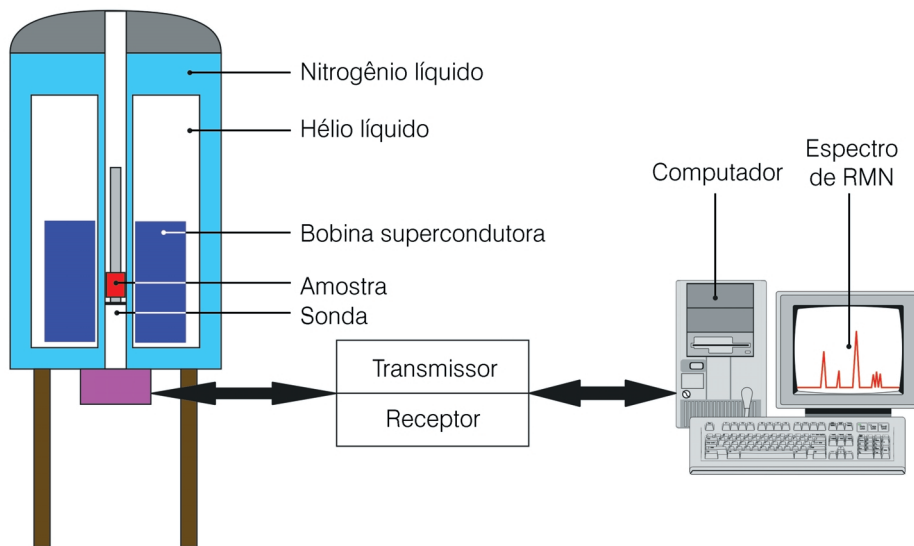 Nitrogênio líquido
Hélio líquido
Bobina supercondutora
Amostra
Sonda
Transmissor
Receptor
Computador
Espectro
de RMN